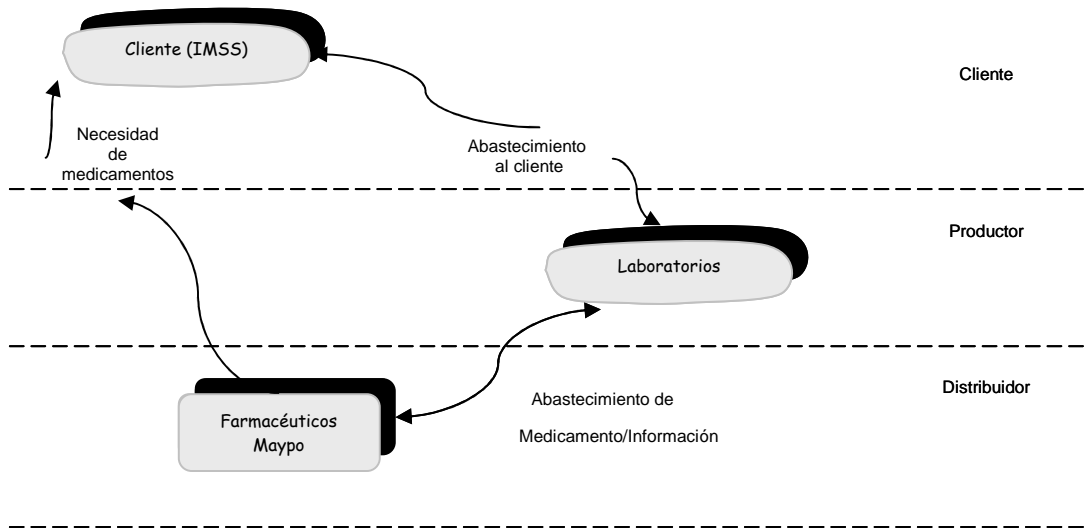 Cliente (IMSS)
Cliente
Necesidad
de
medicamentos
Abastecimiento
al cliente
Productor
Laboratorios
Distribuidor
Farmacéuticos
Maypo
Abastecimiento de
Medicamento/Información